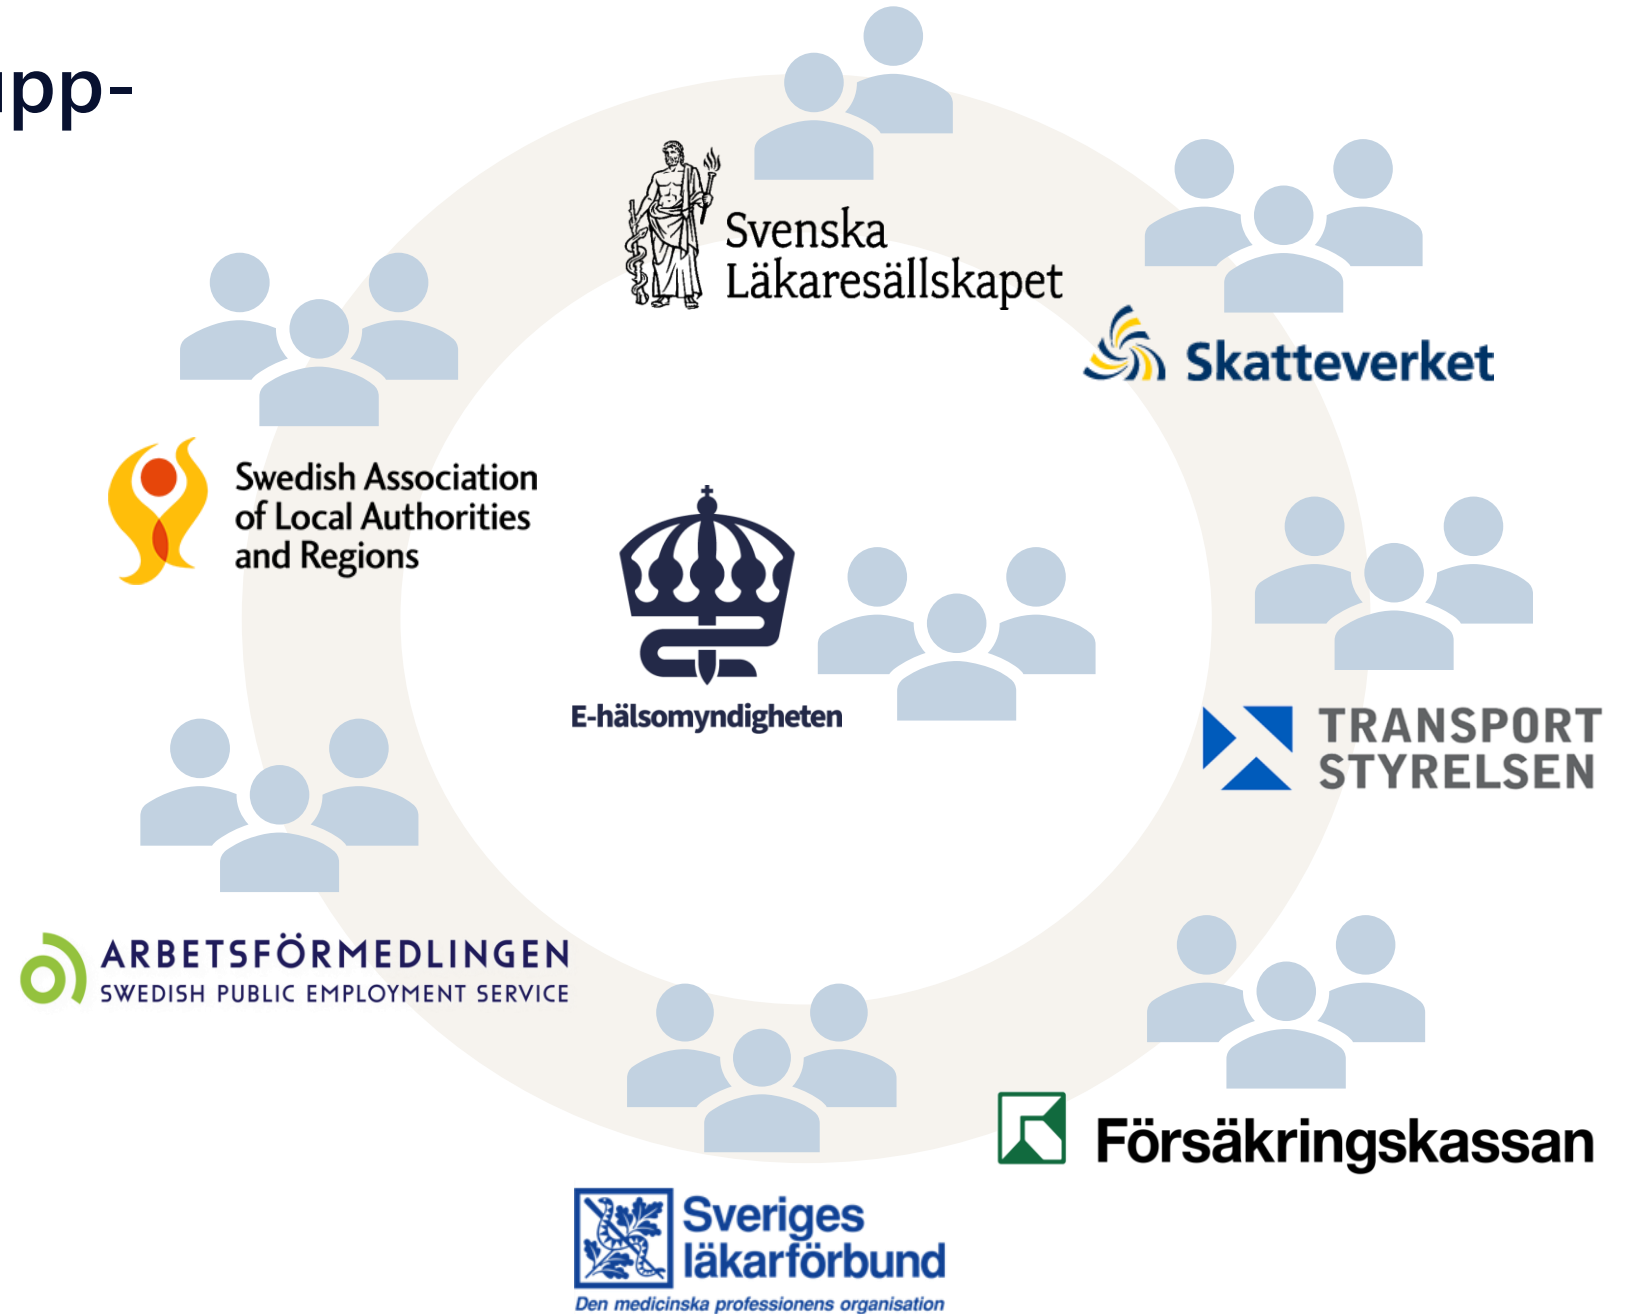 upp-
Svenska
Läkaresällskapet
Skatteverket
Swedish Association
of Local Authorities
and Regions
E-hälsomyndigheten
TRANSPORT
STYRELSEN
ARBETSFÖRMEDLINGEN
SWEDISH PUBLIC EMPLOYMENT SERVICE
Försäkringskassan
Sveriges
läkarförbund
Den medicinska professionens organisation